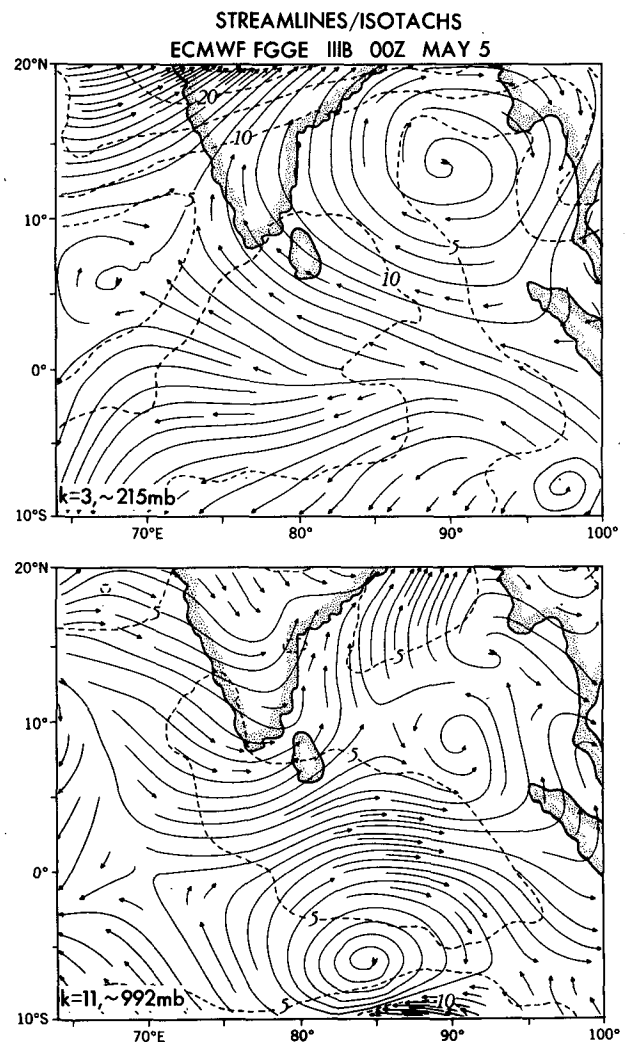 STREAMLINES/ISOTACHS
ECMWF FGGE IIIB 00Z MAY 5
20°N
20
10
5
10°
5
10
0°
k=3,~215mb
10°S
70°E 80° 90° 100°
20°N
5
5
10°
5
0°
5
k=11,~992mb
5
10
10°S
70°E 80° 90° 100°